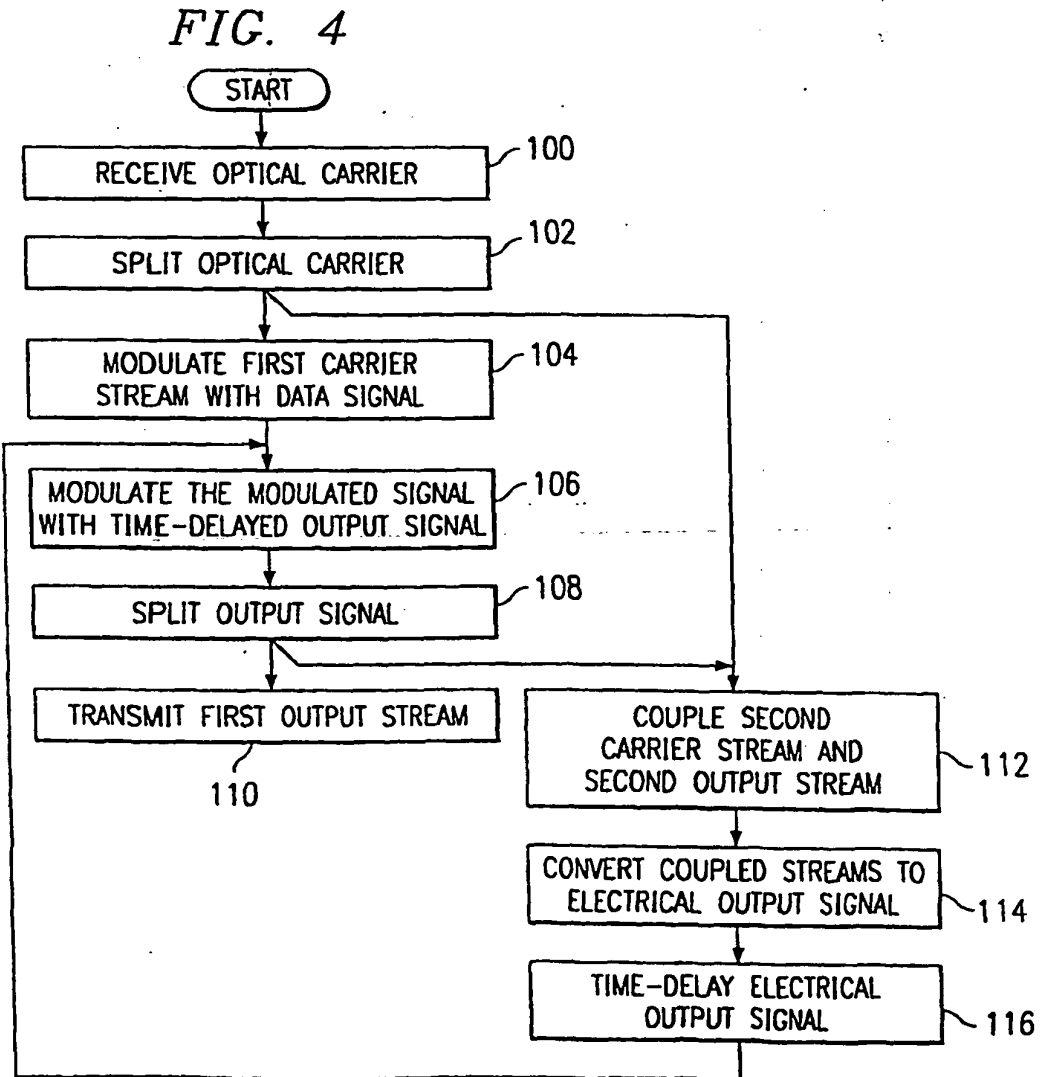 FIG. 4
START
RECEIVE OPTICAL CARRIER
100
SPLIT OPTICAL CARRIER
102
MODULATE FIRST CARRIER
STREAM WITH DATA SIGNAL
104
MODULATE THE MODULATED SIGNAL
WITH TIME-DELAYED OUTPUT SIGNAL
106
SPLIT OUTPUT SIGNAL
108
TRANSMIT FIRST OUTPUT STREAM
110
COUPLE SECOND
CARRIER STREAM AND
SECOND OUTPUT STREAM
112
CONVERT COUPLED STREAMS TO
ELECTRICAL OUTPUT SIGNAL
114
TIME-DELAY ELECTRICAL
OUTPUT SIGNAL
116